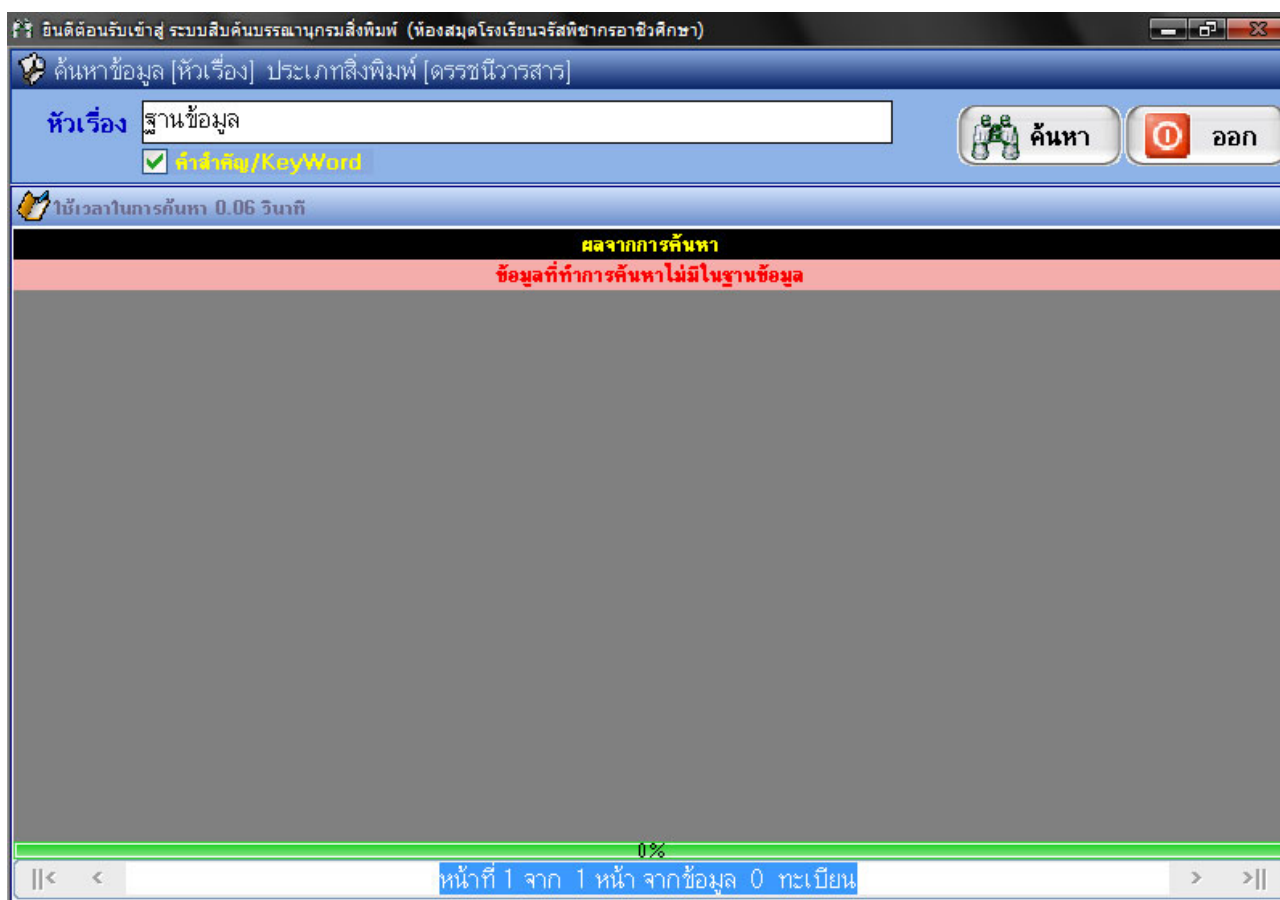 ยินดีต้อนรับเข้าสู่ ระบบสืบค้นบรรณานุกรมสิ่งพิมพ์ (ห้องสมุดโรงเรียนจรัสพิชากรอาชีวศึกษา)
ค้นหาข้อมูล [หัวเรื่อง] ประเภทสิ่งพิมพ์ [ดรรชนีวารสาร]
หัวเรื่อง ฐานข้อมูล ค้นหา ออก
คำสำคัญ/KeyWord
ใช้เวลาในการค้นหา 0.06 วินาที
ผลจากการค้นหา
ข้อมูลที่ทำการค้นหาไม่มีในฐานข้อมูล
0%
||< < หน้าที่ 1 จาก 1 หน้า จากข้อมูล 0 ทะเบียน > >||